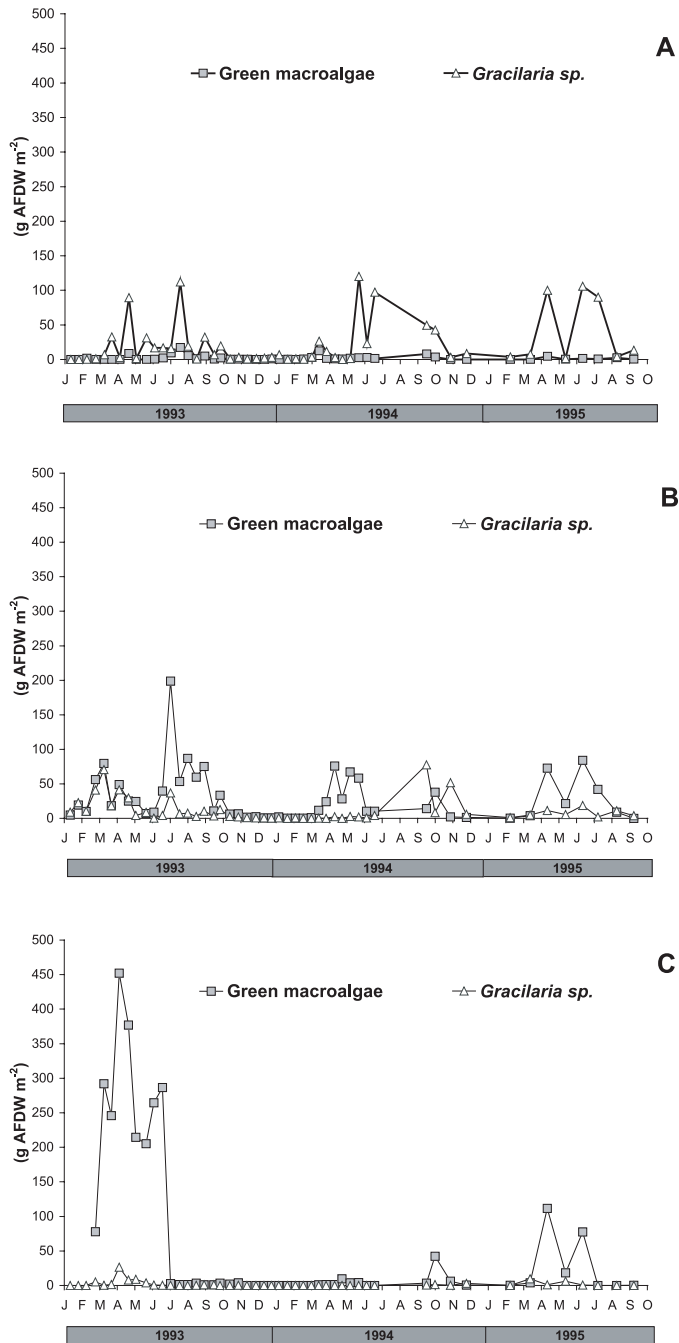 A
500
450
400
350
300
250
200
150
100
50
0
(g AFDW m-2)
Green macroalgae Gracilaria sp.
J F M A M J J A S O N D J F M A M J J A S O N D J F M A M J J A S O
1993 1994 1995
B
500
450
400
350
300
250
200
150
100
50
0
(g AFDW m-2)
Green macroalgae Gracilaria sp.
J F M A M J J A S O N D J F M A M J J A S O N D J F M A M J J A S O
1993 1994 1995
C
500
450
400
350
300
250
200
150
100
50
0
(g AFDW m-2)
Green macroalgae Gracilaria sp.
J F M A M J J A S O N D J F M A M J J A S O N D J F M A M J J A S O
1993 1994 1995